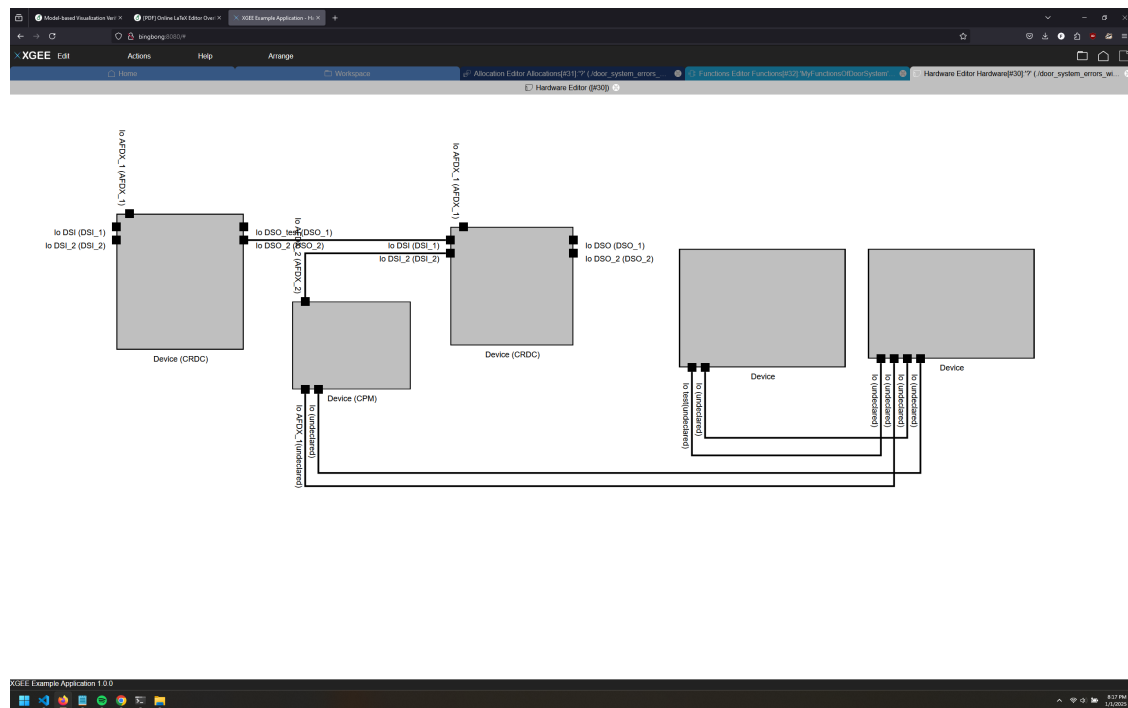 Model-based Visualization Veri
[PDF] Online LaTeX Editor Over
XGEE Example Application - H
bingbong:8080/#
XGEE Edit Actions Help Arrange
Home
Workspace
Allocation Editor Allocations[#31]:'?' (./door_system_errors_...
Functions Editor Functions[#32]:'MyFunctionsOfDoorSystem'
Hardware Editor Hardware[#30]:'?' (./door_system_errors_wi...
Hardware Editor ([#30])
Io AFDX_1 (AFDX_1)
Io DSI (DSI_1)
Io DSI_2 (DSI_2)
Io DSO_test(DSO_1)
Io DSO_2 (DSO_2)
Device (CRDC)
Io AFDX_2 (AFDX_2)
Io AFDX_1(undeclared)
Io (undeclared)
Device (CPM)
Io AFDX_1 (AFDX_1)
Io DSI (DSI_1)
Io DSI_2 (DSI_2)
Io DSO (DSO_1)
Io DSO_2 (DSO_2)
Device (CRDC)
Io test(undeclared)
Io (undeclared)
Device
Io (undeclared)
Io (undeclared)
Io (undeclared)
Io (undeclared)
Device
XGEE Example Application 1.0.0
8:17 PM
1/1/2025